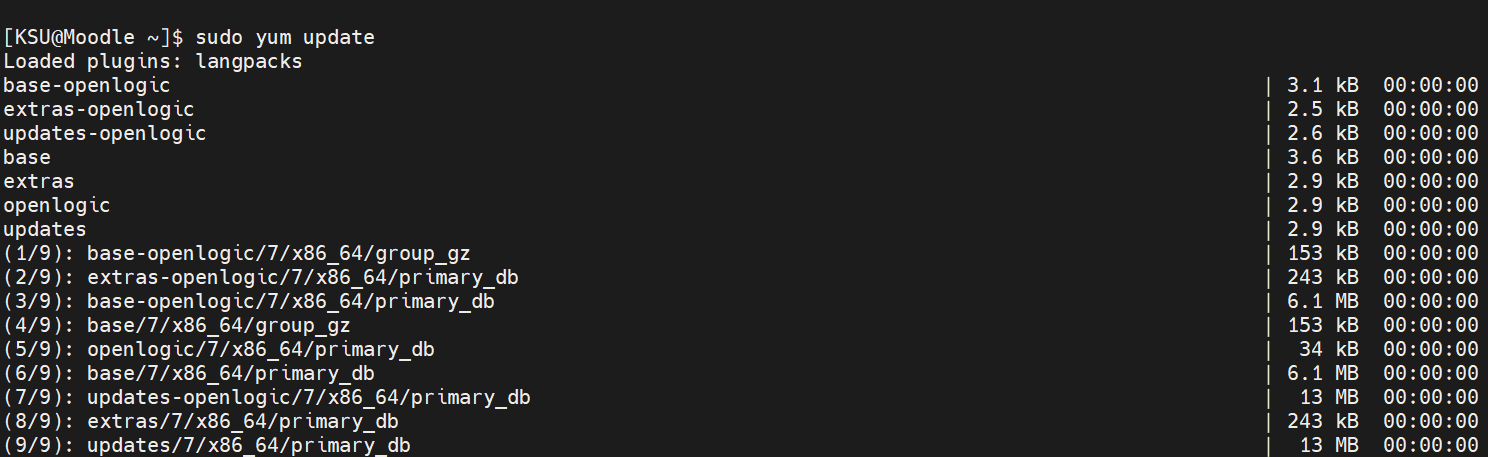 [KSU@Moodle ~]$ sudo yum update
Loaded plugins: langpacks
base-openlogic | 3.1 kB 00:00:00
extras-openlogic | 2.5 kB 00:00:00
updates-openlogic | 2.6 kB 00:00:00
base | 3.6 kB 00:00:00
extras | 2.9 kB 00:00:00
openlogic | 2.9 kB 00:00:00
updates | 2.9 kB 00:00:00
(1/9): base-openlogic/7/x86_64/group_gz | 153 kB 00:00:00
(2/9): extras-openlogic/7/x86_64/primary_db | 243 kB 00:00:00
(3/9): base-openlogic/7/x86_64/primary_db | 6.1 MB 00:00:00
(4/9): base/7/x86_64/group_gz | 153 kB 00:00:00
(5/9): openlogic/7/x86_64/primary_db | 34 kB 00:00:00
(6/9): base/7/x86_64/primary_db | 6.1 MB 00:00:00
(7/9): updates-openlogic/7/x86_64/primary_db | 13 MB 00:00:00
(8/9): extras/7/x86_64/primary_db | 243 kB 00:00:00
(9/9): updates/7/x86_64/primary_db | 13 MB 00:00:00